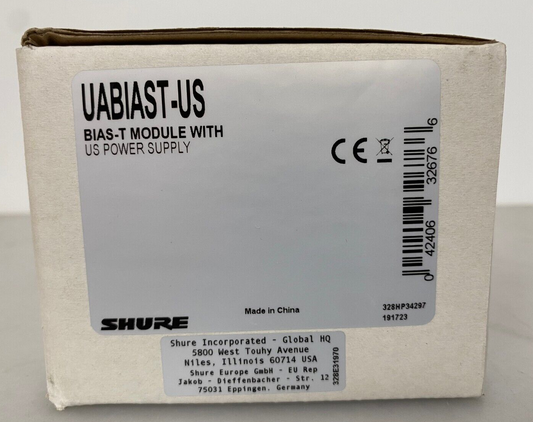 UABIAST-US
BIAS-T MODULE WITH
US POWER SUPPLY
CE
0 42406 32676 6
Made in China
328HP34297
191723
SHURE
Shure Incorporated - Global HQ
5800 West Touhy Avenue
Niles, Illinois 60714 USA
Shure Europe GmbH - EU Rep
Jakob - Dieffenbacher - Str. 12
75031 Eppingen, Germany
328E31970